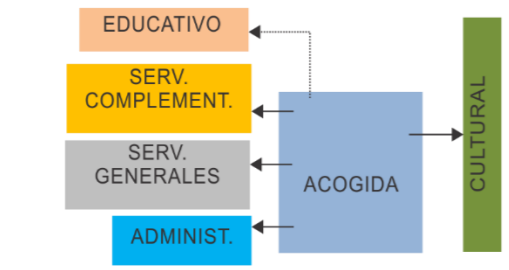 EDUCATIVO
SERV.
COMPLEMENT.
SERV.
GENERALES
ADMINIST.
ACOGIDA
CULTURAL